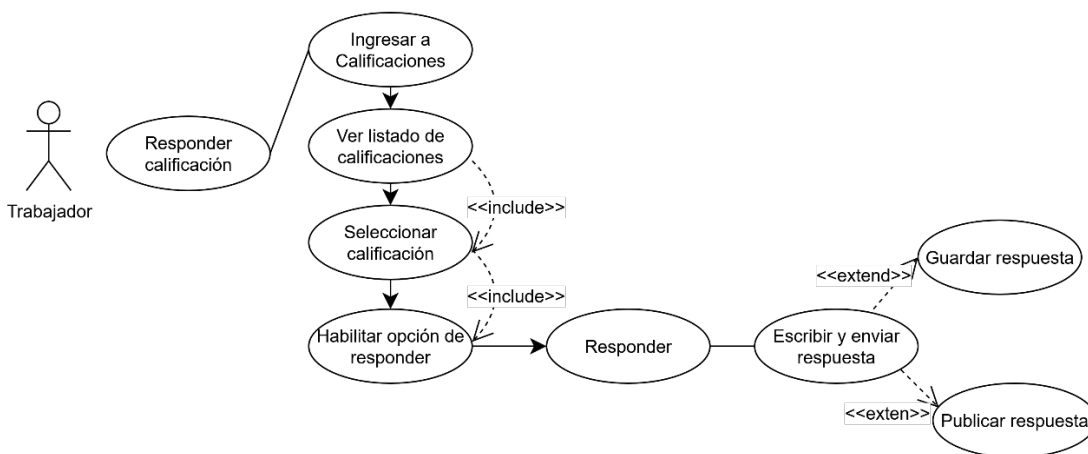 Ingresar a
Calificaciones
Trabajador
Responder
calificación
Ver listado de
calificaciones
<<include>>
Seleccionar
calificación
<<include>>
Habilitar opción de
responder
Responder
Escribir y enviar
respuesta
<<extend>>
Guardar respuesta
<<exten>>
Publicar respuesta